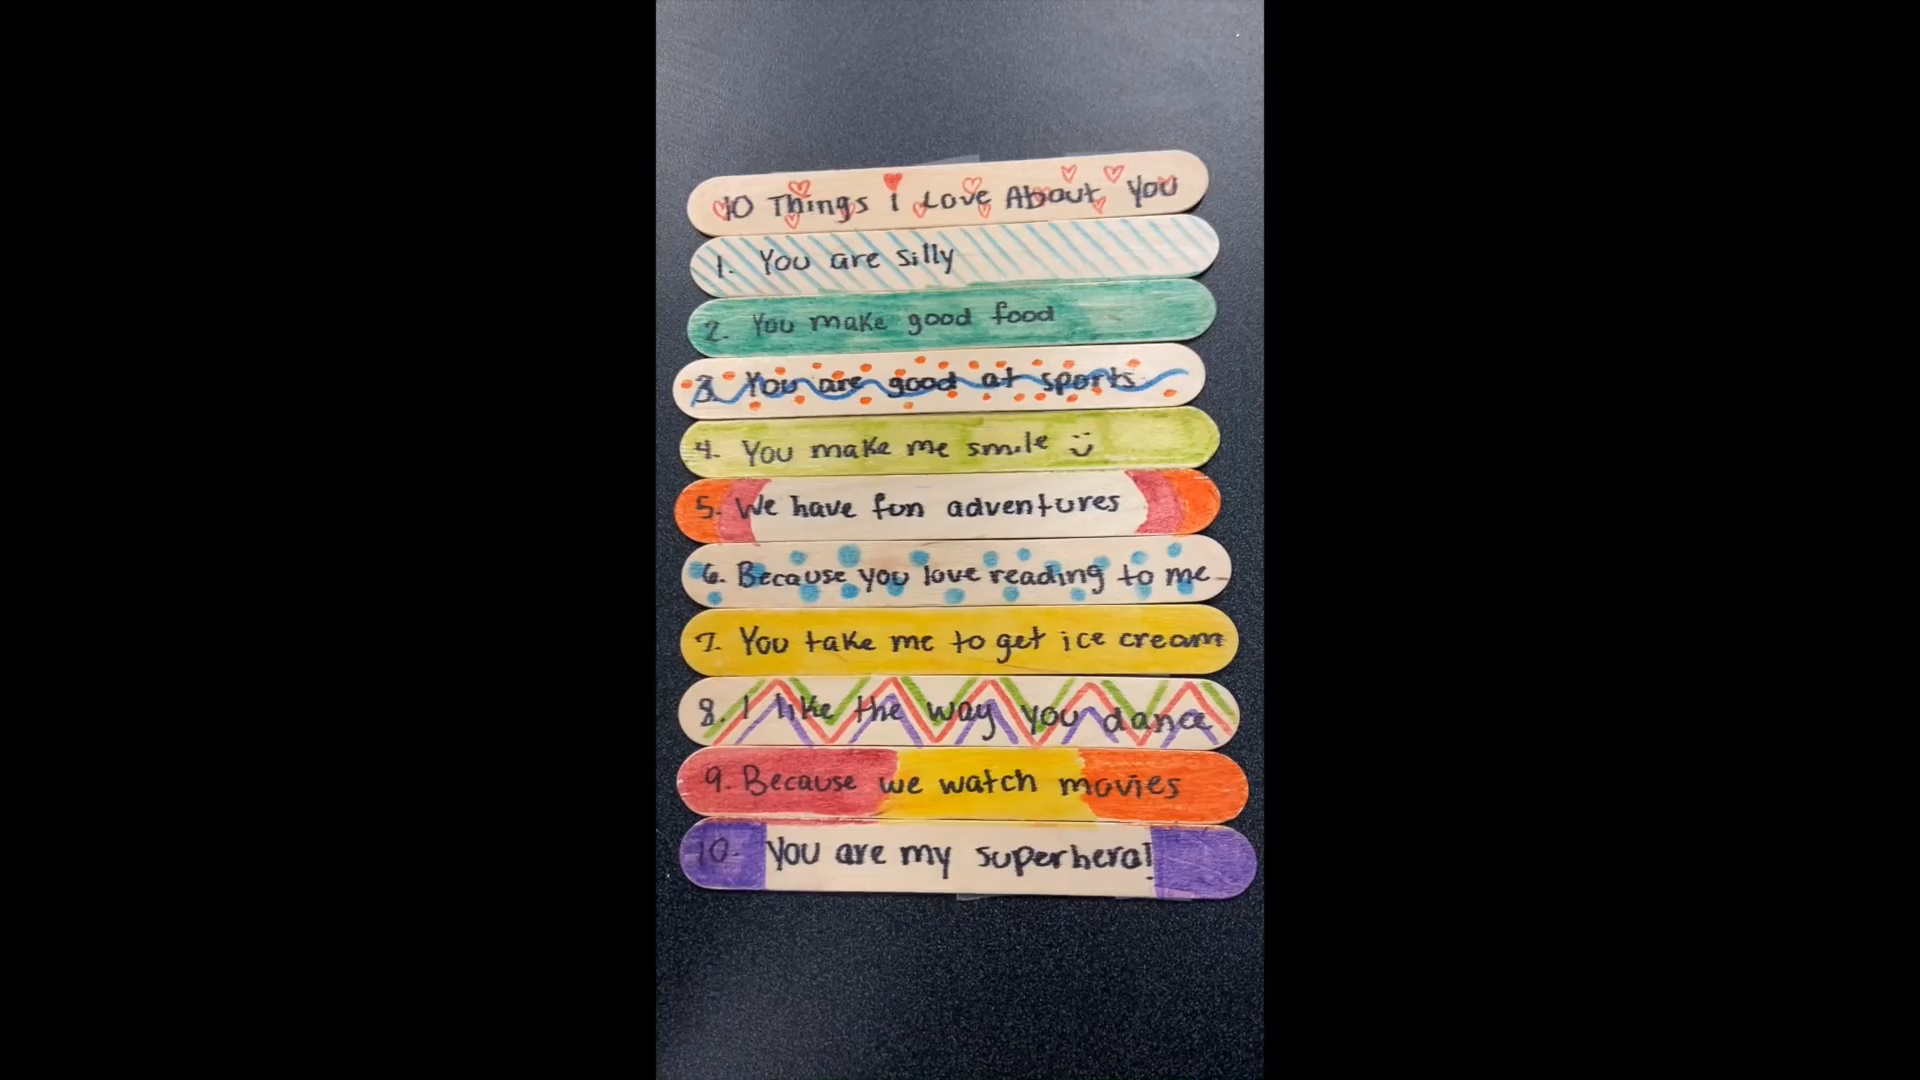 10 Things I Love About You
1. You are silly
2. You make good food
3. You are good at sports
4. You make me smile
5. We have fun adventures
6. Because you love reading to me
7. You take me to get ice cream
8. I like the way you dance
9. Because we watch movies
10. You are my superhero!